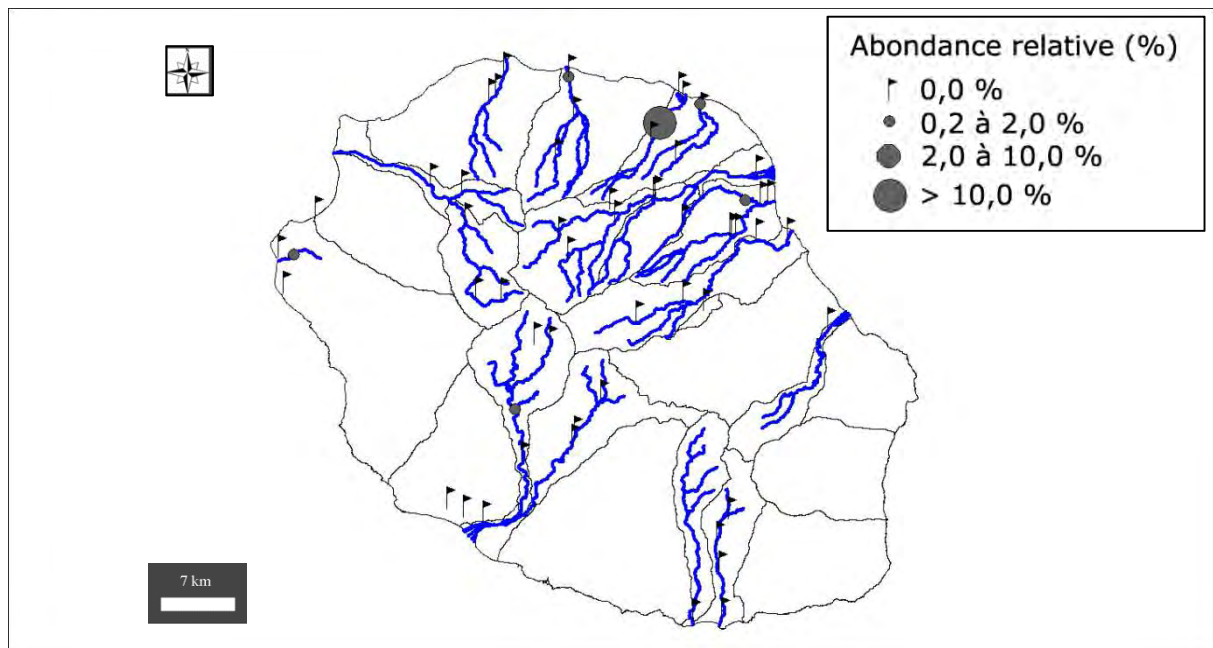 Abondance relative (%)
0,0 %
0,2 à 2,0 %
2,0 à 10,0 %
> 10,0 %
7 km